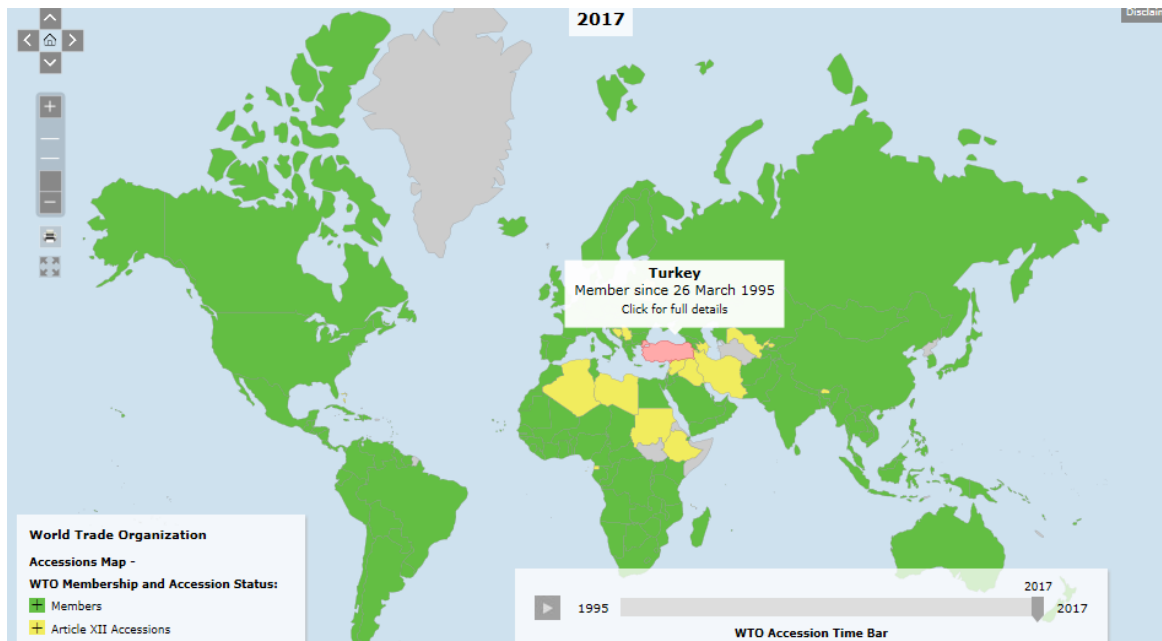 2017
Disclaim
Turkey
Member since 26 March 1995
Click for full details
World Trade Organization
Accessions Map -
WTO Membership and Accession Status:
Members
Article XII Accessions
2017
1995
2017
WTO Accession Time Bar